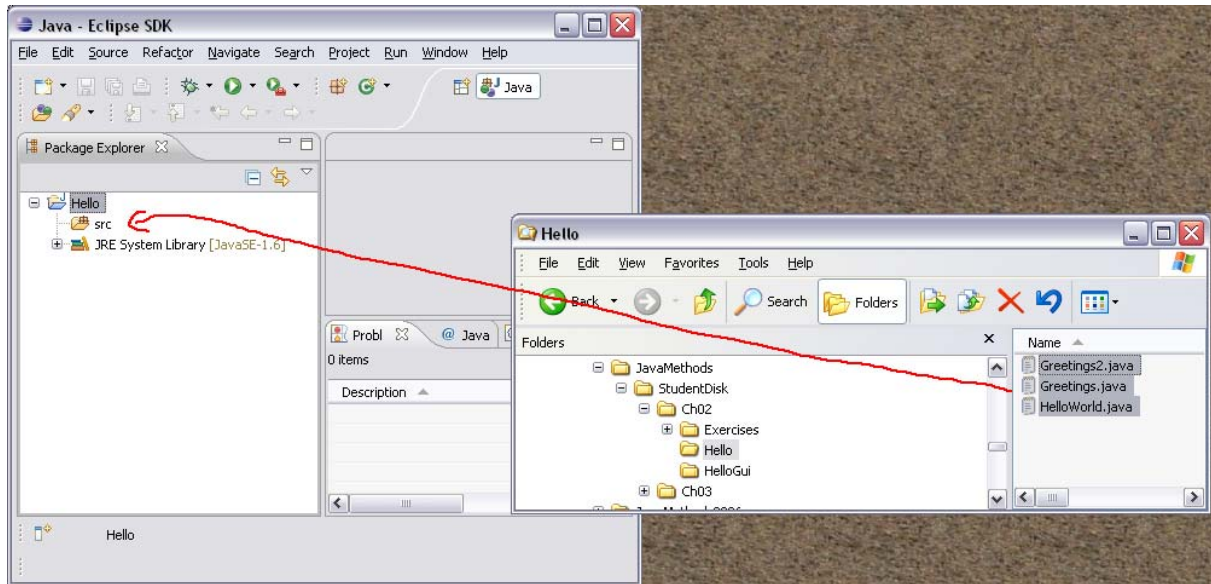 Java - Eclipse SDK
File Edit Source Refactor Navigate Search Project Run Window Help
Java
Package Explorer
Hello
src
JRE System Library [JavaSE-1.6]
Probl @ Java
0 items
Description
Hello
Hello
File Edit View Favorites Tools Help
Back Search Folders
Folders x
JavaMethods
StudentDisk
Ch02
Exercises
Hello
HelloGui
Ch03
Name
Greetings2.java
Greetings.java
HelloWorld.java